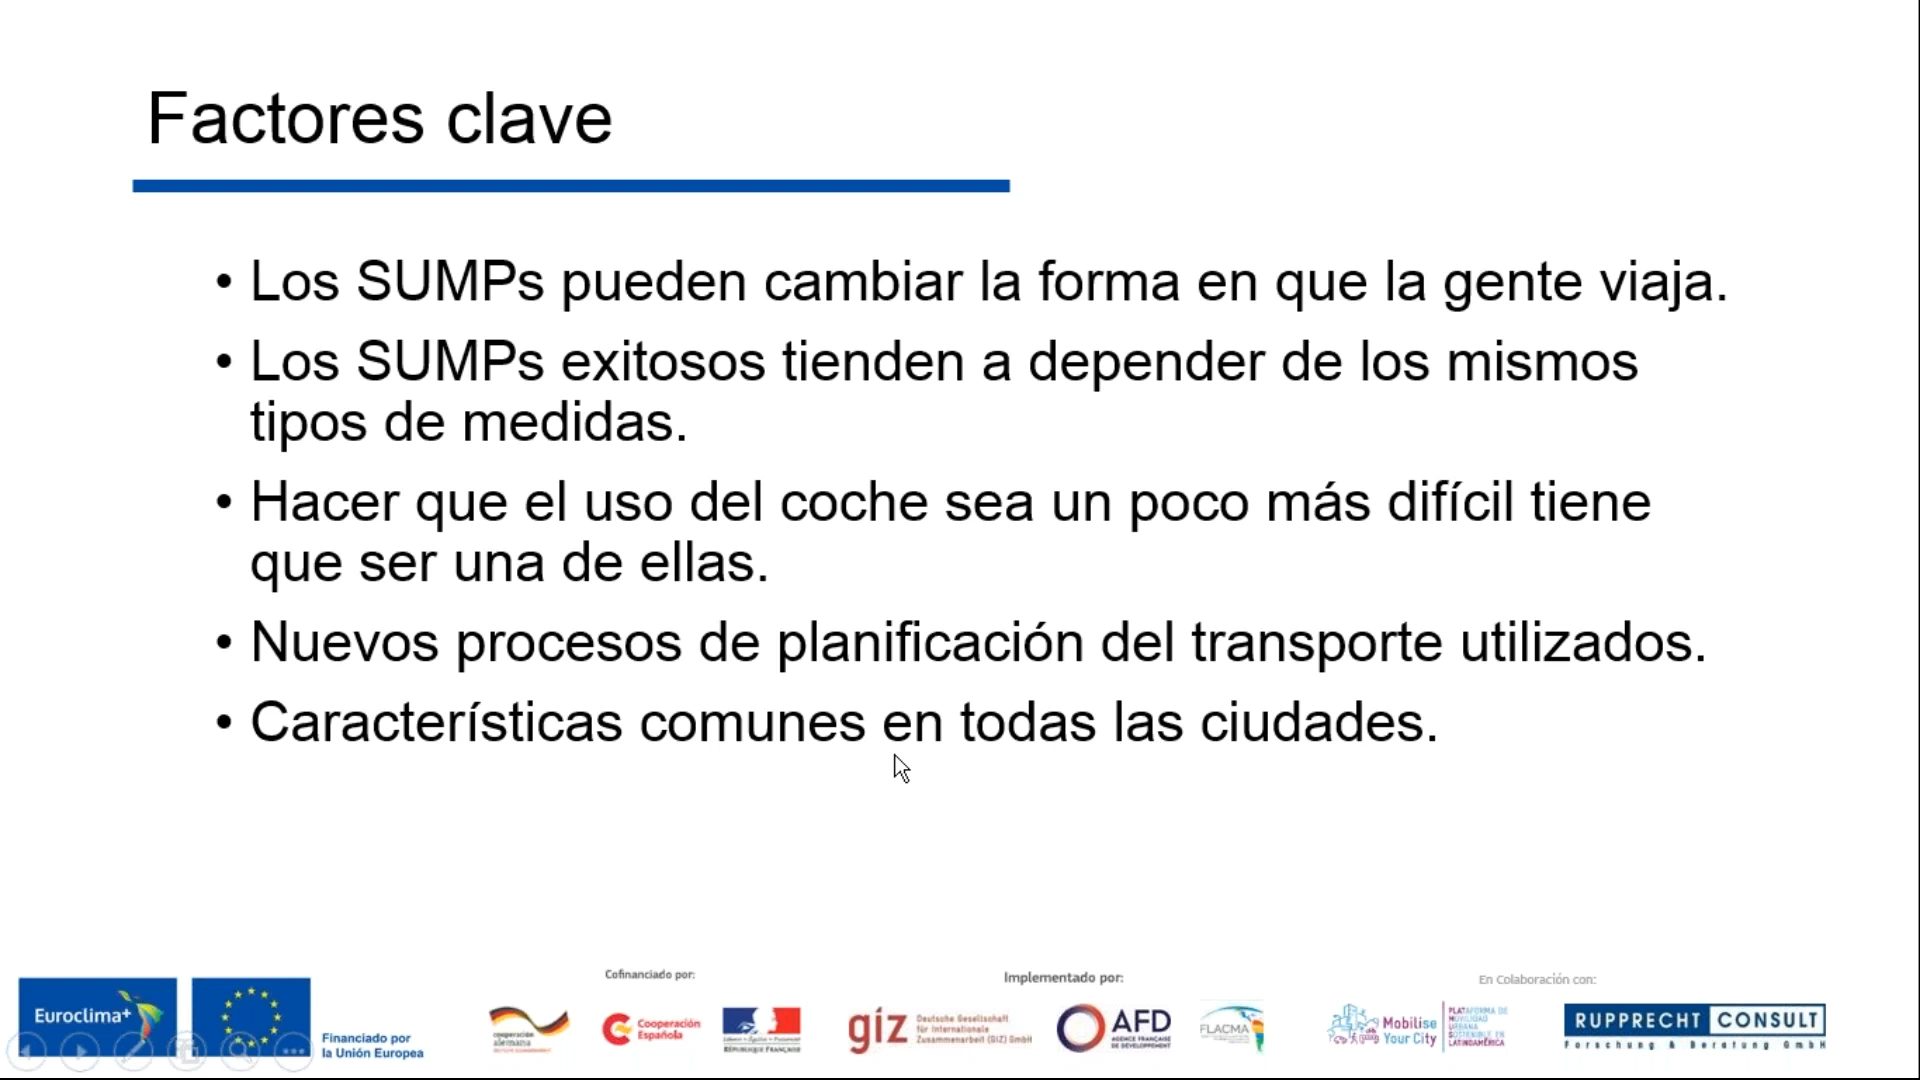 Factores clave
• Los SUMPs pueden cambiar la forma en que la gente viaja.
• Los SUMPs exitosos tienden a depender de los mismos
tipos de medidas.
• Hacer que el uso del coche sea un poco más difícil tiene
que ser una de ellas.
• Nuevos procesos de planificación del transporte utilizados.
• Características comunes en todas las ciudades.
Euroclima+
Financiado por
la Unión Europea
Cofinanciado por:
cooperación
alemana
Cooperación
Española
RÉPUBLIQUE FRANÇAISE
Implementado por:
giz Deutsche Gesellschaft
für Internationale
Zusammenarbeit (GIZ) GmbH
AFD
AGENCE FRANÇAISE
DE DÉVELOPPEMENT
FLACMA
En Colaboración con:
Mobilise
Your City
PLATAFORMA DE
MOVILIDAD
URBANA
SOSTENIBLE EN
LATINOAMÉRICA
RUPPRECHT CONSULT
Forschung & Beratung GmbH